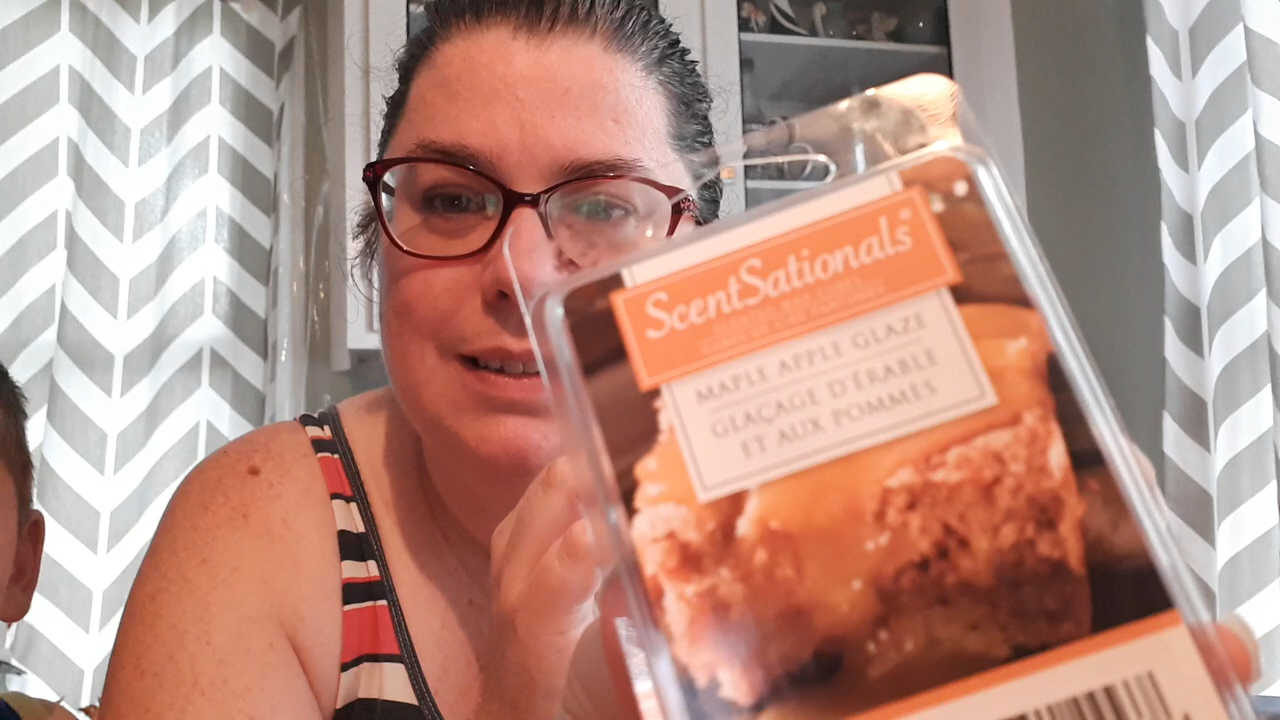 ScentSationals®
MAPLE APPLE GLAZE
GLAÇAGE D'ÉRABLE
ET AUX POMMES